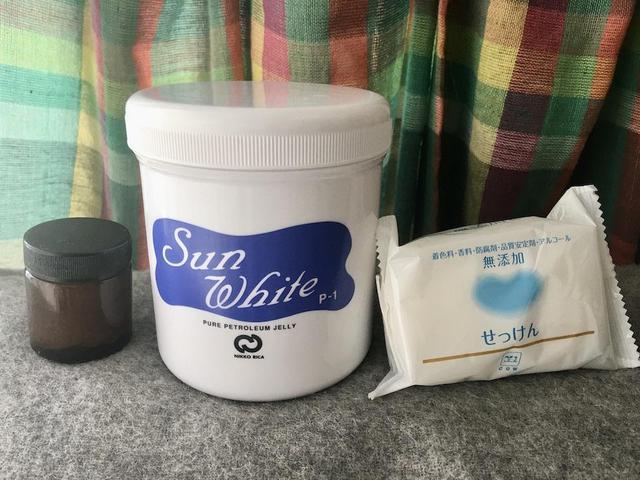 Sun
White P-1
PURE PETROLEUM JELLY
NIKKO RICA
着色料・香料・防腐剤・品質安定剤・アルコール
無添加
せっけん
COW